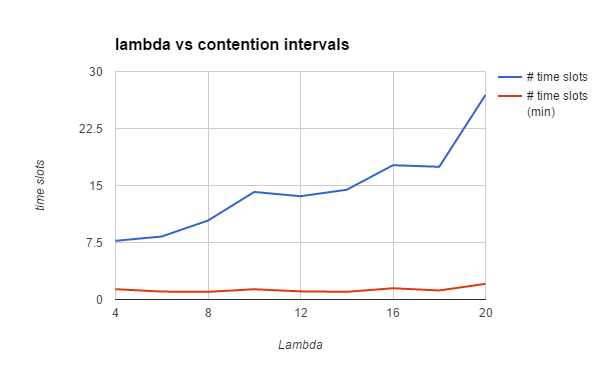 lambda vs contention intervals
30
22.5
15
7.5
0
time slots
4
8
12
16
20
Lambda
# time slots
# time slots
(min)